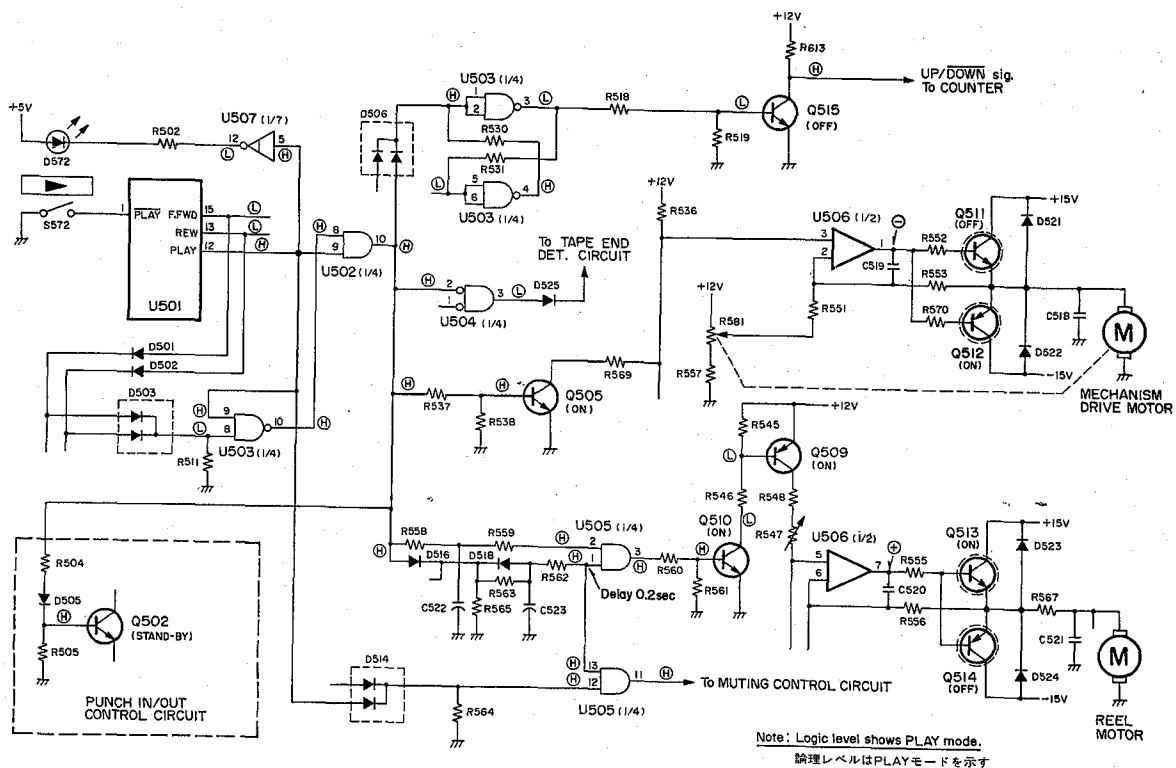 +12V
R613
UP/DOWN sig.
To COUNTER
Q515
(OFF)
U503 (1/4)
1
2
3
R518
R519
D506
R530
R531
5
6
4
U503 (1/4)
+5V
D572
R502
U507 (1/7)
12
5
S572
1
PLAY
F.FWD
REW
PLAY
15
13
12
U501
8
9
10
U502 (1/4)
To TAPE END
DET. CIRCUIT
2
1
3
D525
U504 (1/4)
+12V
R536
U506 (1/2)
3
2
1
C519
R552
R553
R570
Q511
(OFF)
+15V
D521
R551
+12V
R581
R557
Q512
(ON)
D522
-15V
C518
M
MECHANISM
DRIVE MOTOR
D501
D502
D503
R511
9
8
10
U503 (1/4)
R537
R538
Q505
(ON)
R569
+12V
R545
Q509
(ON)
R546
R548
R547
Q510
(ON)
R504
D505
Q502
(STAND-BY)
R505
PUNCH IN/OUT
CONTROL CIRCUIT
R558
R559
D516
D518
R563
R565
C522
C523
R562
U505 (1/4)
2
1
3
Delay 0.2sec
R560
R561
U506 (1/2)
5
6
7
C520
R555
R556
Q513
(ON)
+15V
D523
R567
C521
Q514
(OFF)
D524
-15V
M
REEL
MOTOR
D514
R564
13
12
11
U505 (1/4)
To MUTING CONTROL CIRCUIT
Note: Logic level shows PLAY mode.
論理レベルはPLAYモードを示す